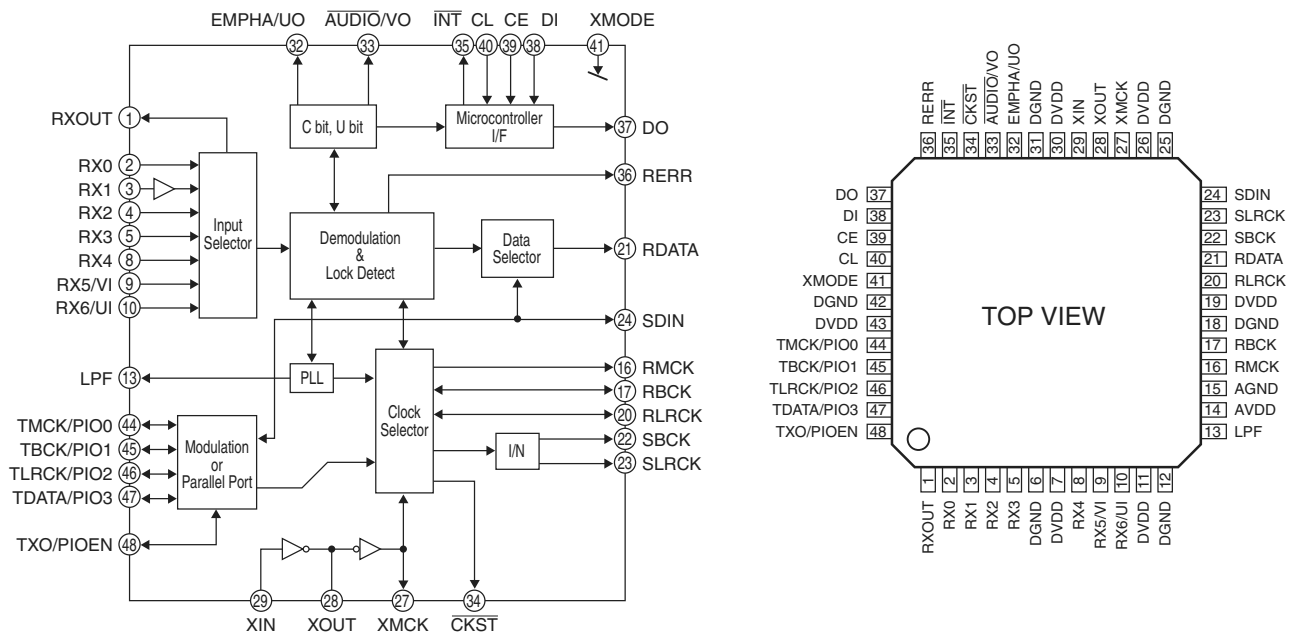 EMPHA/UO
AUDIO/VO
INT
CL
CE
DI
XMODE
32
33
35
40
39
38
41
RXOUT
1
C bit, U bit
Microcontroller
I/F
37
DO
RX0
2
RX1
3
RX2
4
RX3
5
RX4
8
RX5/VI
9
RX6/UI
10
Input
Selector
36
RERR
Demodulation
&
Lock Detect
Data
Selector
21
RDATA
24
SDIN
LPF
13
PLL
Clock
Selector
16
RMCK
17
RBCK
20
RLRCK
I/N
22
SBCK
23
SLRCK
TMCK/PIO0
44
TBCK/PIO1
45
TLRCK/PIO2
46
TDATA/PIO3
47
Modulation
or
Parallel Port
TXO/PIOEN
48
29
28
27
34
XIN
XOUT
XMCK
CKST
RERR
INT
CKST
AUDIO/VO
EMPHA/UO
DGND
DVDD
XIN
XOUT
XMCK
DVDD
DGND
36
35
34
33
32
31
30
29
28
27
26
25
DO 37
DI 38
CE 39
CL 40
XMODE 41
DGND 42
DVDD 43
TMCK/PIO0 44
TBCK/PIO1 45
TLRCK/PIO2 46
TDATA/PIO3 47
TXO/PIOEN 48
TOP VIEW
24 SDIN
23 SLRCK
22 SBCK
21 RDATA
20 RLRCK
19 DVDD
18 DGND
17 RBCK
16 RMCK
15 AGND
14 AVDD
13 LPF
1
2
3
4
5
6
7
8
9
10
11
12
RXOUT
RX0
RX1
RX2
RX3
DGND
DVDD
RX4
RX5/VI
RX6/UI
DVDD
DGND